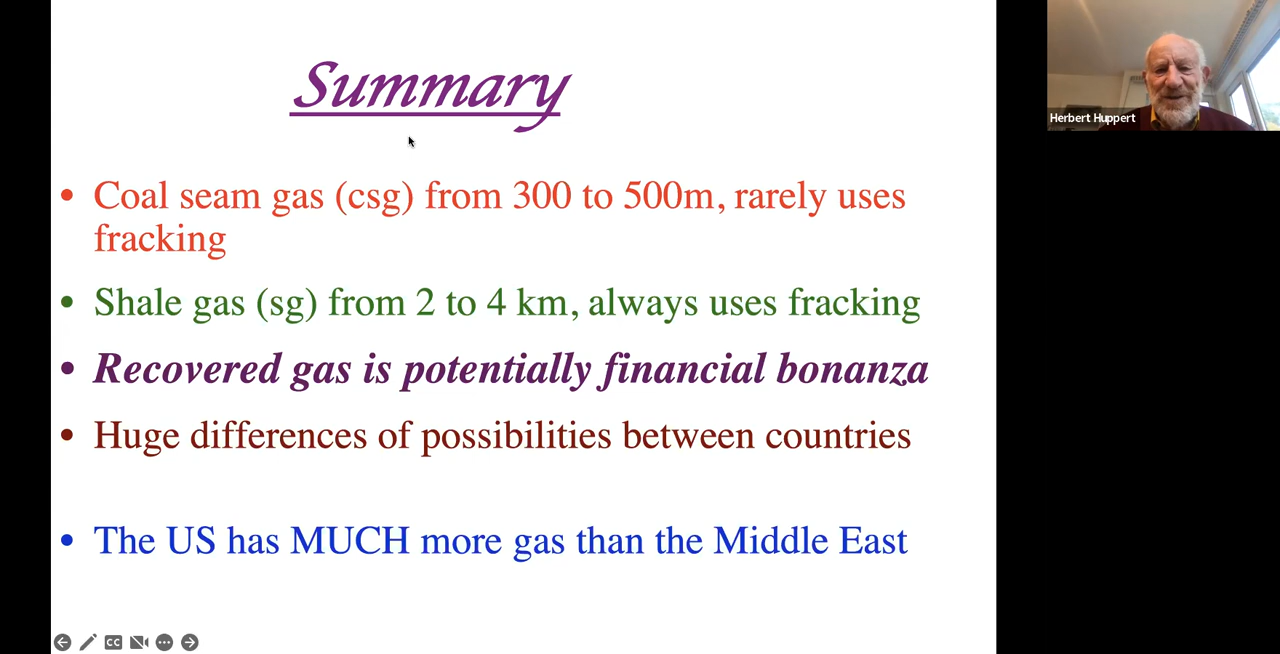 Summary
• Coal seam gas (csg) from 300 to 500m, rarely uses
fracking
• Shale gas (sg) from 2 to 4 km, always uses fracking
• Recovered gas is potentially financial bonanza
• Huge differences of possibilities between countries
• The US has MUCH more gas than the Middle East
Herbert Huppert
CC